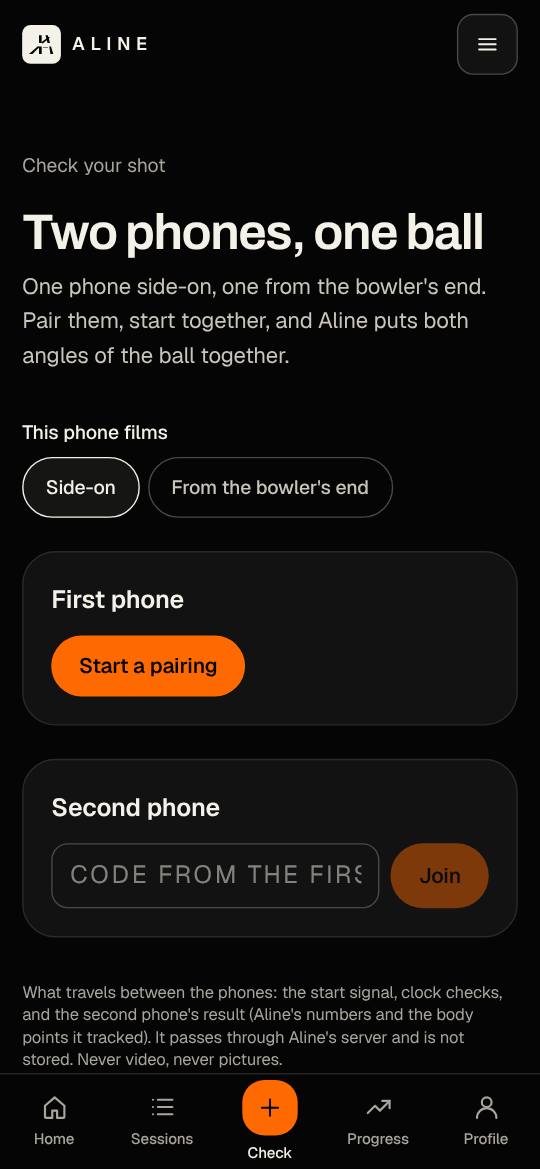 ALINE
Check your shot
Two phones, one ball
One phone side-on, one from the bowler's end.
Pair them, start together, and Aline puts both
angles of the ball together.
This phone films
Side-on
From the bowler's end
First phone
Start a pairing
Second phone
CODE FROM THE FIRS
Join
What travels between the phones: the start signal, clock checks,
and the second phone's result (Aline's numbers and the body
points it tracked). It passes through Aline's server and is not
stored. Never video, never pictures.
Home
Sessions
Check
Progress
Profile